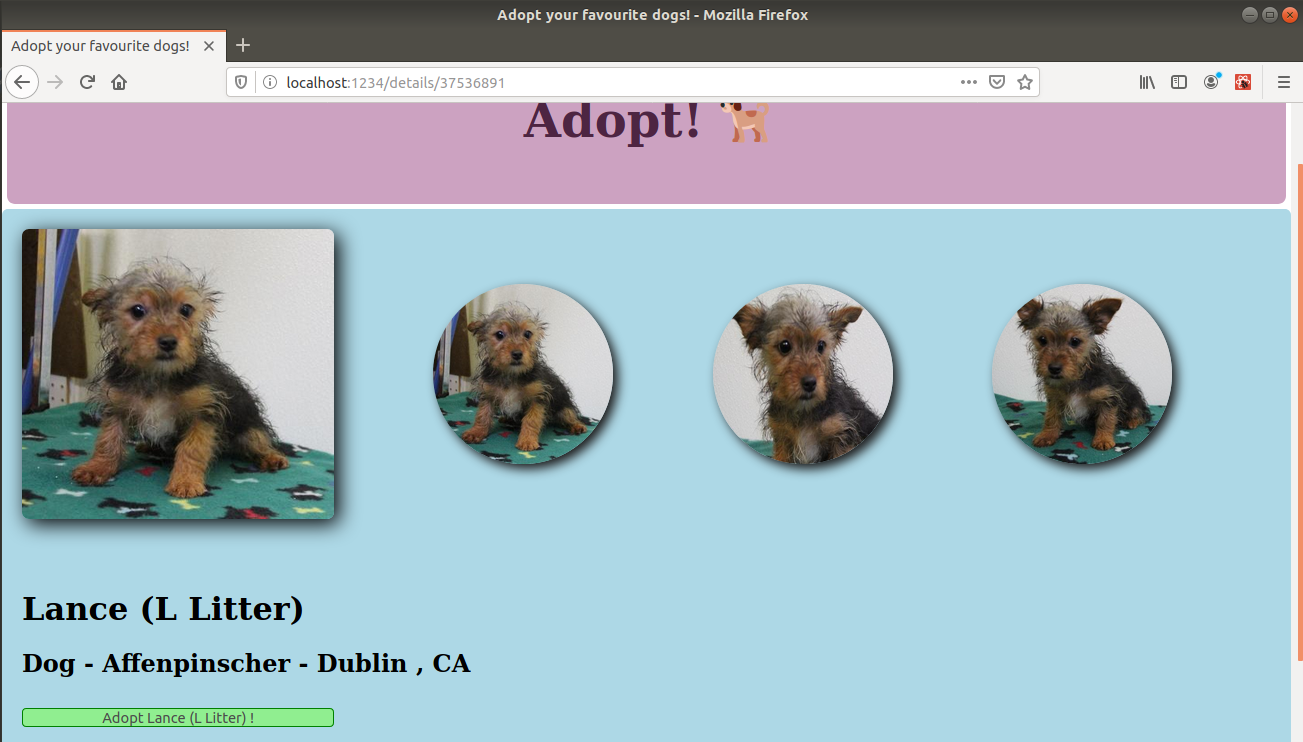 Adopt your favourite dogs! - Mozilla Firefox
Adopt your favourite dogs!
localhost:1234/details/37536891
Adopt!
Lance (L Litter)
Dog - Affenpinscher - Dublin , CA
Adopt Lance (L Litter) !